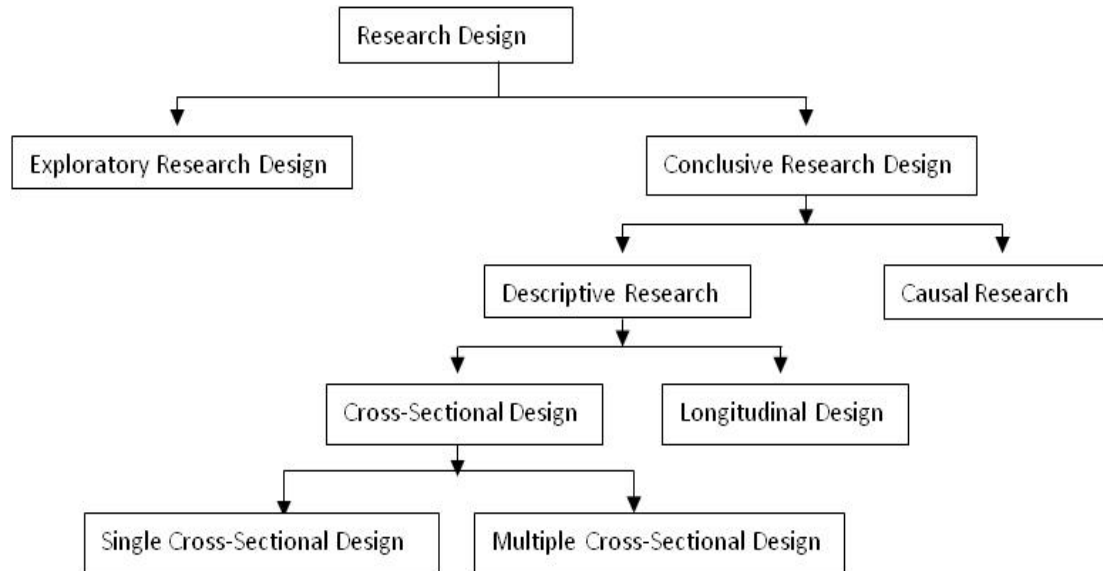 Research Design
Exploratory Research Design
Conclusive Research Design
Descriptive Research
Causal Research
Cross-Sectional Design
Longitudinal Design
Single Cross-Sectional Design
Multiple Cross-Sectional Design